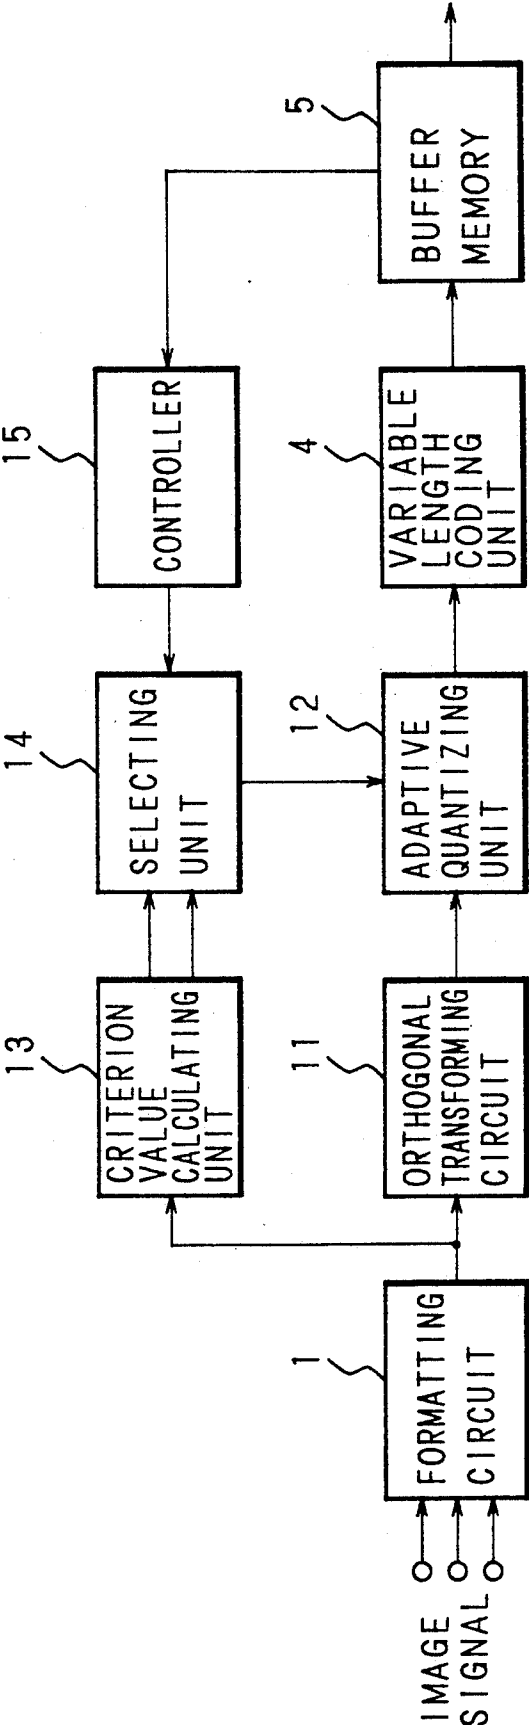 IMAGE
SIGNAL
1
FORMATTING
CIRCUIT
13
CRITERION
VALUE
CALCULATING
UNIT
11
ORTHOGONAL
TRANSFORMING
CIRCUIT
14
SELECTING
UNIT
12
ADAPTIVE
QUANTIZING
UNIT
15
CONTROLLER
4
VARIABLE
LENGTH
CODING
UNIT
5
BUFFER
MEMORY